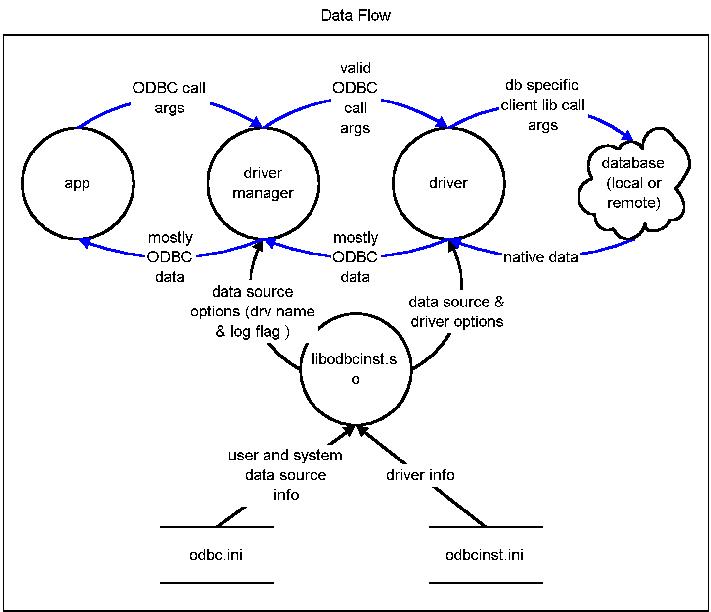 Data Flow
ODBC call
args
valid
ODBC
call
args
db specific
client lib call
args
app
driver
manager
driver
database
(local or
remote)
mostly
ODBC
data
mostly
ODBC
data
native data
data source
options (drv name
& log flag )
data source &
driver options
libodbcinst.s
o
user and system
data source
info
driver info
odbc.ini
odbcinst.ini